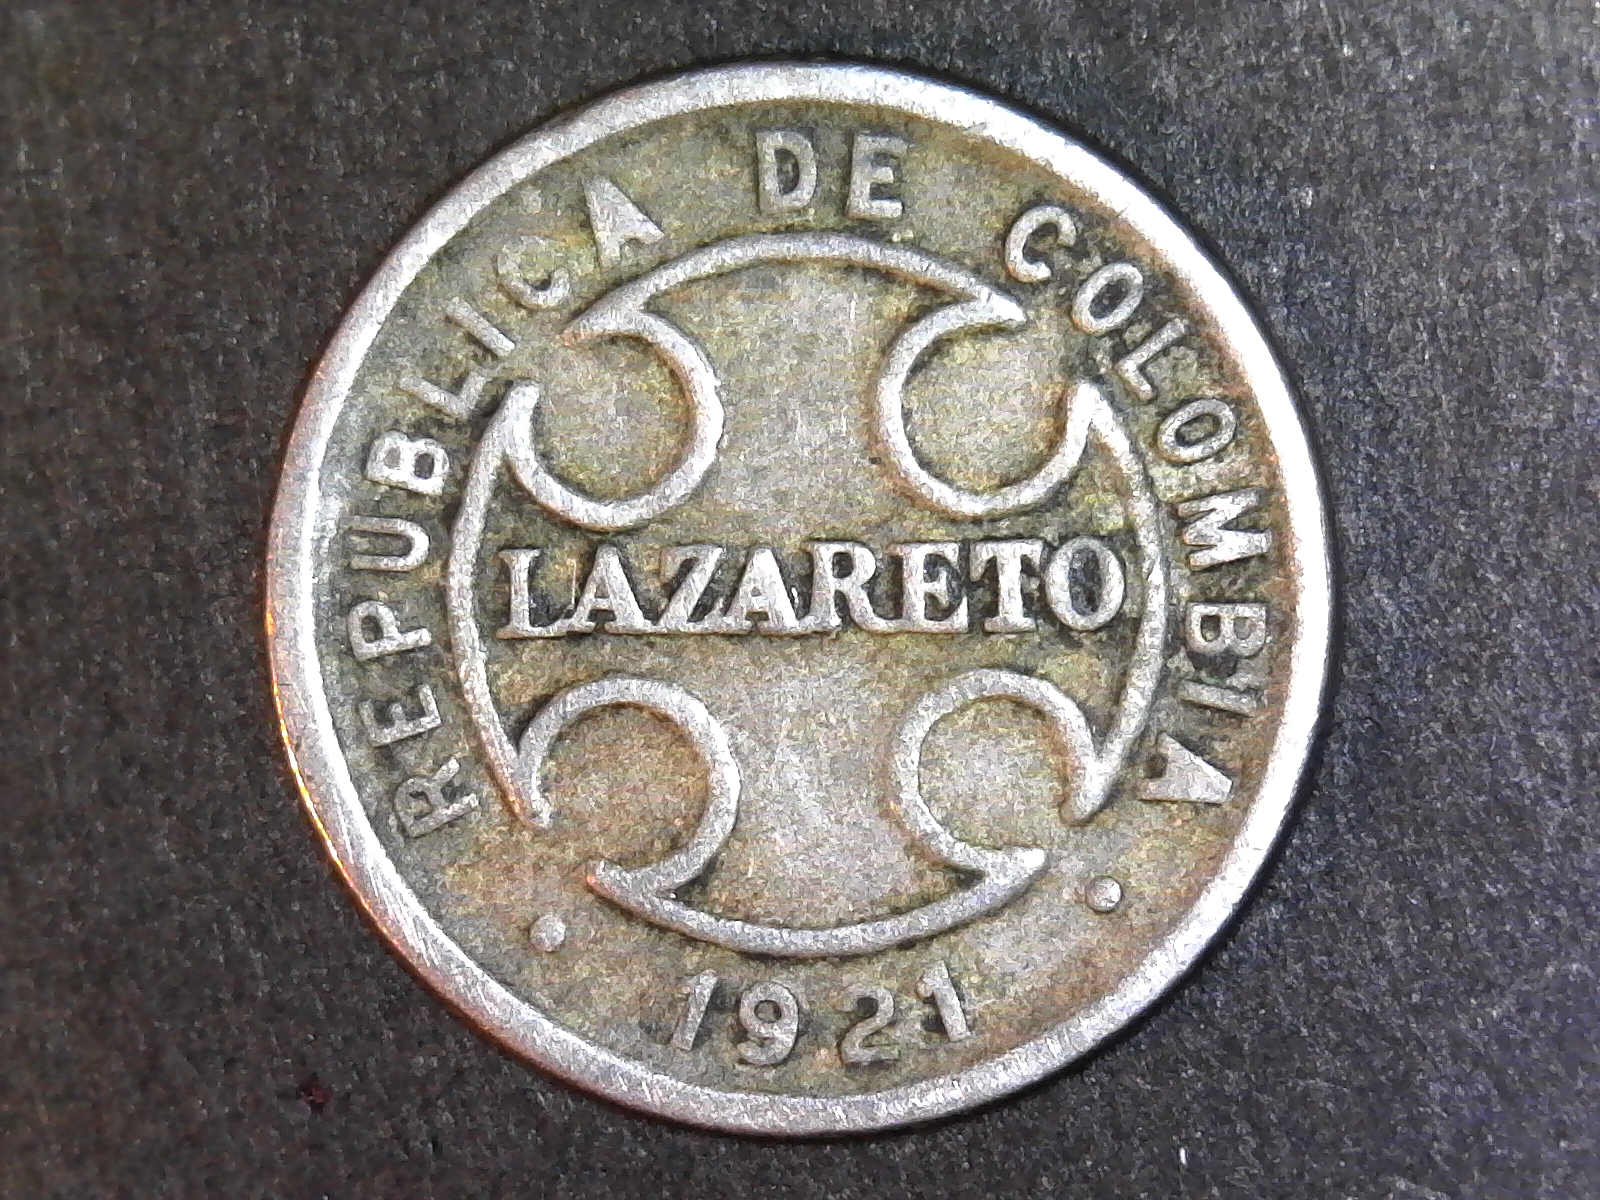 REPUBLICA DE COLOMBIA
LAZARETO
1921